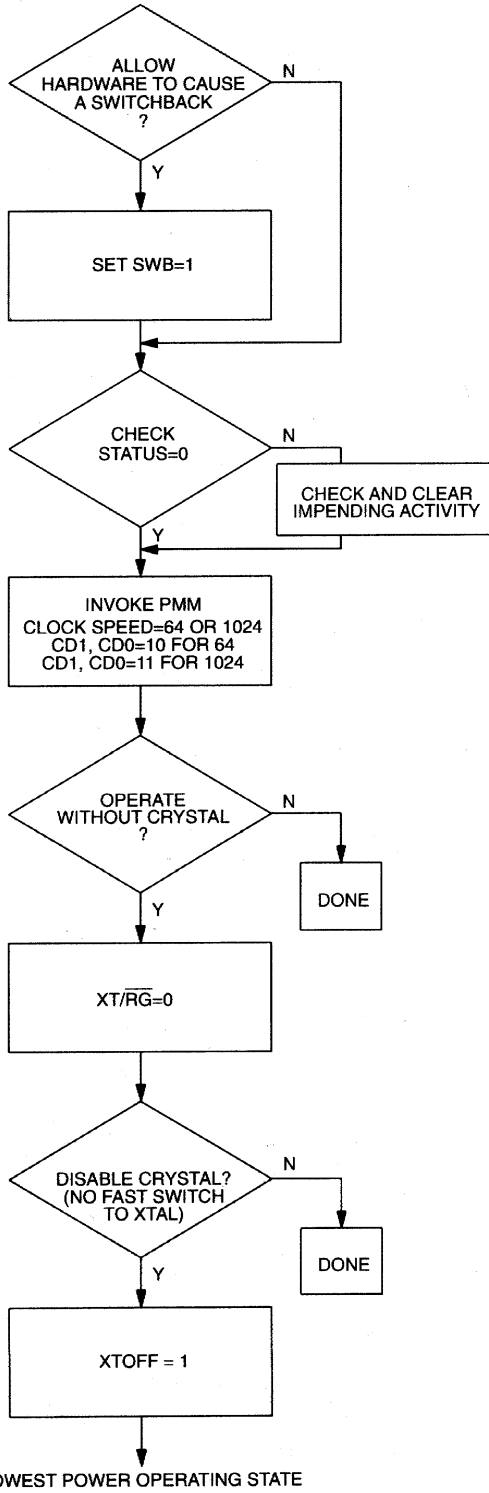 ALLOW
HARDWARE TO CAUSE
A SWITCHBACK
?
N
Y
SET SWB=1
CHECK
STATUS=0
N
CHECK AND CLEAR
IMPENDING ACTIVITY
Y
INVOKE PMM
CLOCK SPEED=64 OR 1024
CD1, CD0=10 FOR 64
CD1, CD0=11 FOR 1024
OPERATE
WITHOUT CRYSTAL
?
N
DONE
Y
XT/R̅G̅=0
DISABLE CRYSTAL?
(NO FAST SWITCH
TO XTAL)
N
DONE
Y
XTOFF = 1
OWEST POWER OPERATING STATE